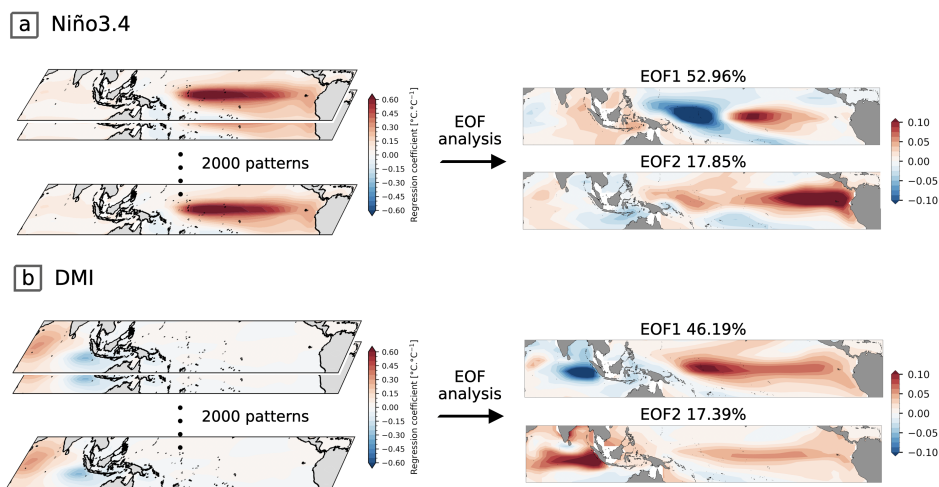 a Niño3.4
0.60
0.45
0.30
0.15
0.00
−0.15
−0.30
−0.45
−0.60
Regression coefficient [°C.°C⁻¹]
2000 patterns
EOF
analysis
EOF1 52.96%
EOF2 17.85%
0.10
0.05
0.00
−0.05
−0.10
b DMI
0.60
0.45
0.30
0.15
0.00
−0.15
−0.30
−0.45
−0.60
Regression coefficient [°C.°C⁻¹]
2000 patterns
EOF
analysis
EOF1 46.19%
EOF2 17.39%
0.10
0.05
0.00
−0.05
−0.10